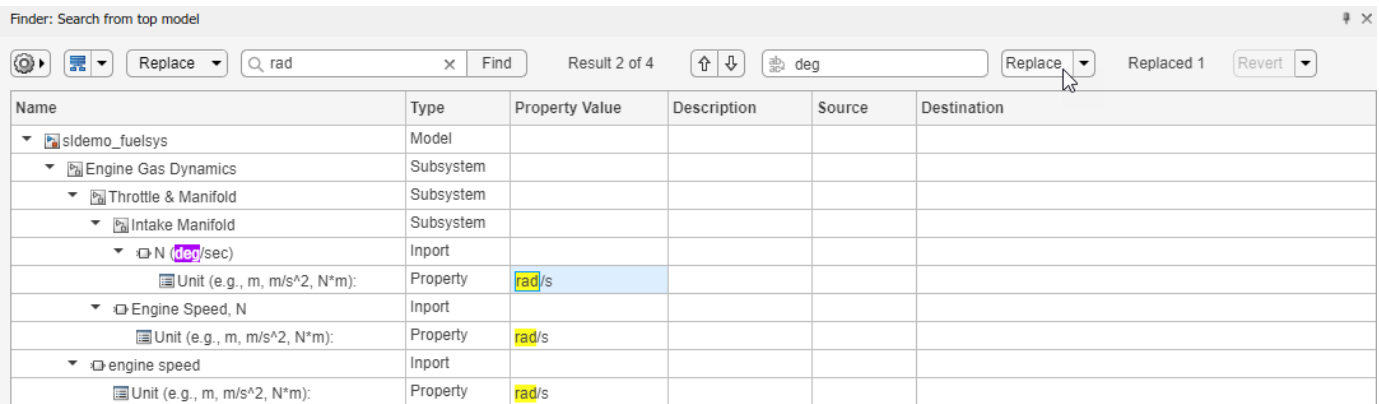 Finder: Search from top model
Replace rad Find Result 2 of 4 deg Replace Replaced 1 Revert
Name Type Property Value Description Source Destination
sldemo_fuelsys Model
Engine Gas Dynamics Subsystem
Throttle & Manifold Subsystem
Intake Manifold Subsystem
N (deg/sec) Inport
Unit (e.g., m, m/s^2, N*m): Property rad/s
Engine Speed, N Inport
Unit (e.g., m, m/s^2, N*m): Property rad/s
engine speed Inport
Unit (e.g., m, m/s^2, N*m): Property rad/s